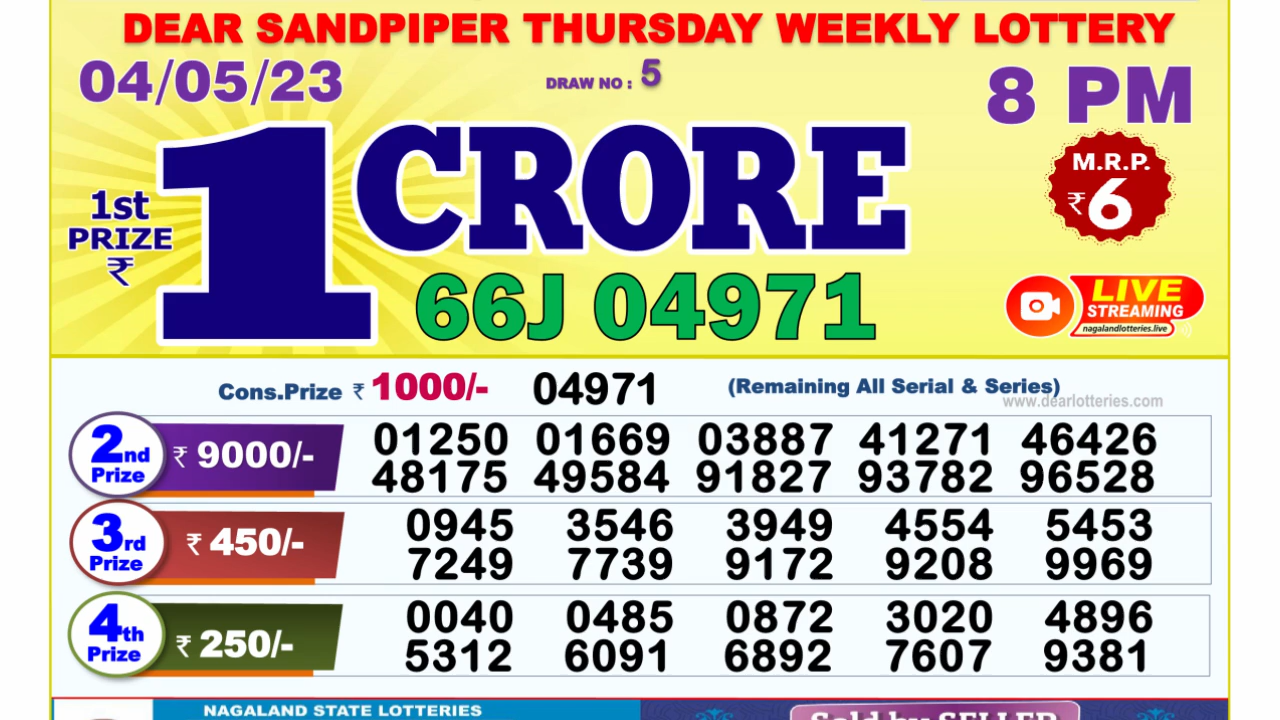 DEAR SANDPIPER THURSDAY WEEKLY LOTTERY
04/05/23
DRAW NO : 5
8 PM
1st
PRIZE
₹
1 CRORE
M.R.P.
₹6
66J 04971
LIVE
STREAMING
nagalandlotteries.live
Cons.Prize ₹ 1000/- 04971 (Remaining All Serial & Series)
www.dearlotteries.com
2nd Prize ₹ 9000/-
01250 01669 03887 41271 46426
48175 49584 91827 93782 96528
3rd Prize ₹ 450/-
0945 3546 3949 4554 5453
7249 7739 9172 9208 9969
4th Prize ₹ 250/-
0040 0485 0872 3020 4896
5312 6091 6892 7607 9381
NAGALAND STATE LOTTERIES
Sold by SELLER